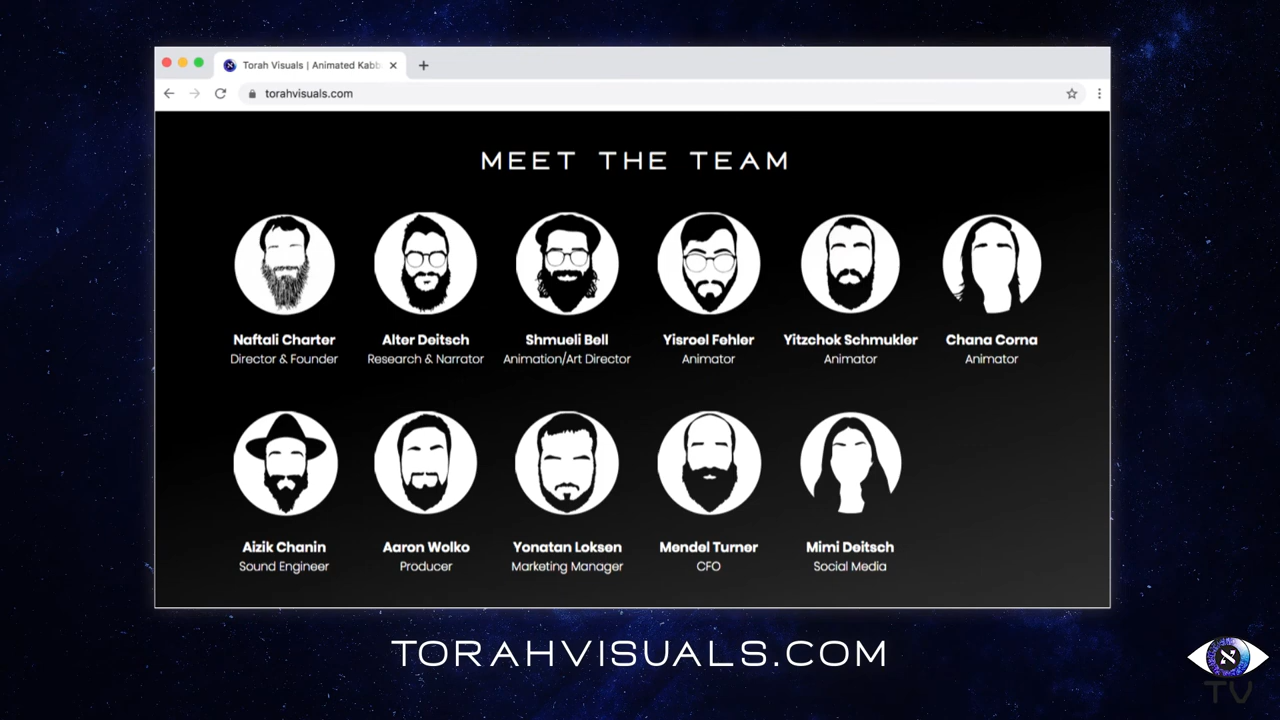 Torah Visuals | Animated Kabb
torahvisuals.com
MEET THE TEAM
Naftali Charter
Director & Founder
Alter Deitsch
Research & Narrator
Shmueli Bell
Animation/Art Director
Yisroel Fehler
Animator
Yitzchok Schmukler
Animator
Chana Corna
Animator
Aizik Chanin
Sound Engineer
Aaron Wolko
Producer
Yonatan Loksen
Marketing Manager
Mendel Turner
CFO
Mimi Deitsch
Social Media
TORAHVISUALS.COM
א
TV